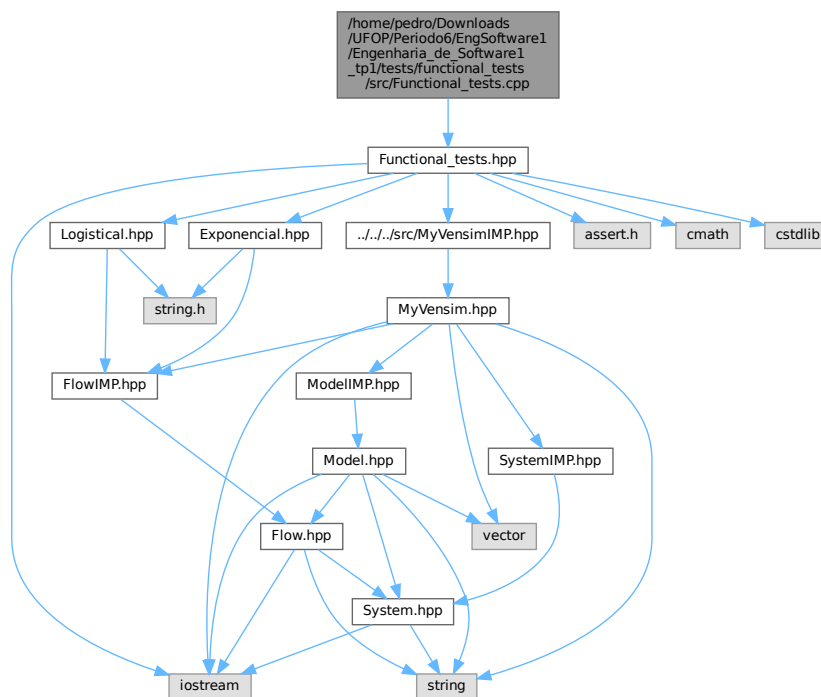 /home/pedro/Downloads
/UFOP/Periodo6/EngSoftware1
/Engenharia_de_Software1
_tp1/tests/functional_tests
/src/Functional_tests.cpp
Functional_tests.hpp
Logistical.hpp
Exponencial.hpp
../../../src/MyVensimIMP.hpp
assert.h
cmath
cstdlib
string.h
MyVensim.hpp
FlowIMP.hpp
ModelIMP.hpp
Model.hpp
SystemIMP.hpp
Flow.hpp
vector
System.hpp
iostream
string